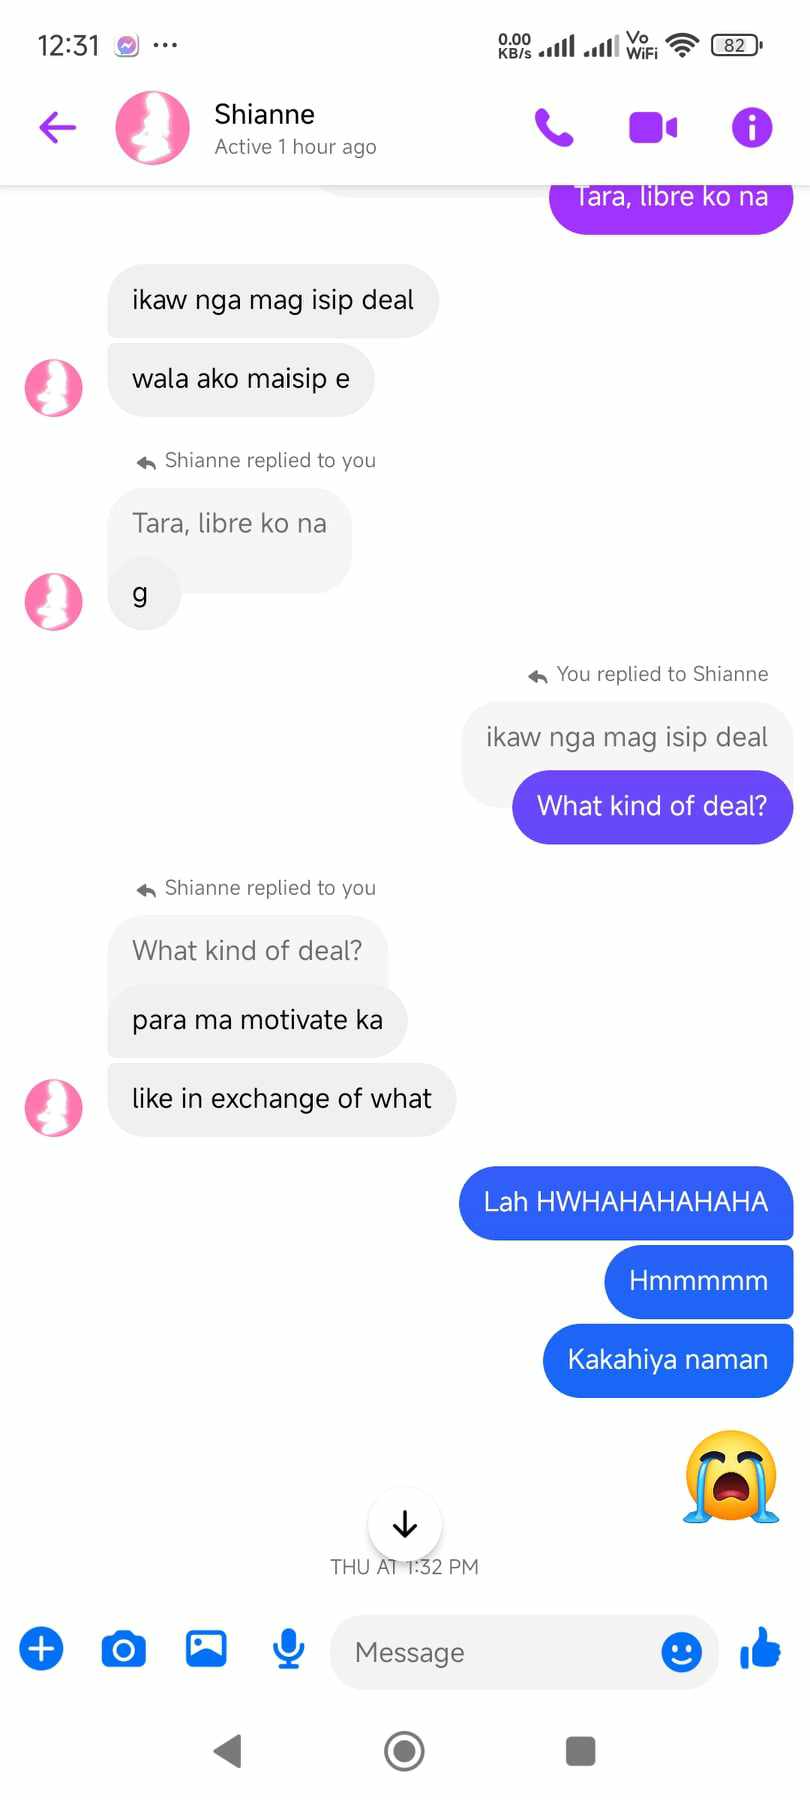 12:31
0.00
KB/s
Vo
WiFi
82
Shianne
Active 1 hour ago
Tara, libre ko na
ikaw nga mag isip deal
wala ako maisip e
Shianne replied to you
Tara, libre ko na
g
You replied to Shianne
ikaw nga mag isip deal
What kind of deal?
Shianne replied to you
What kind of deal?
para ma motivate ka
like in exchange of what
Lah HWHAHAHAHAHA
Hmmmmm
Kakahiya naman
THU AT 1:32 PM
Message